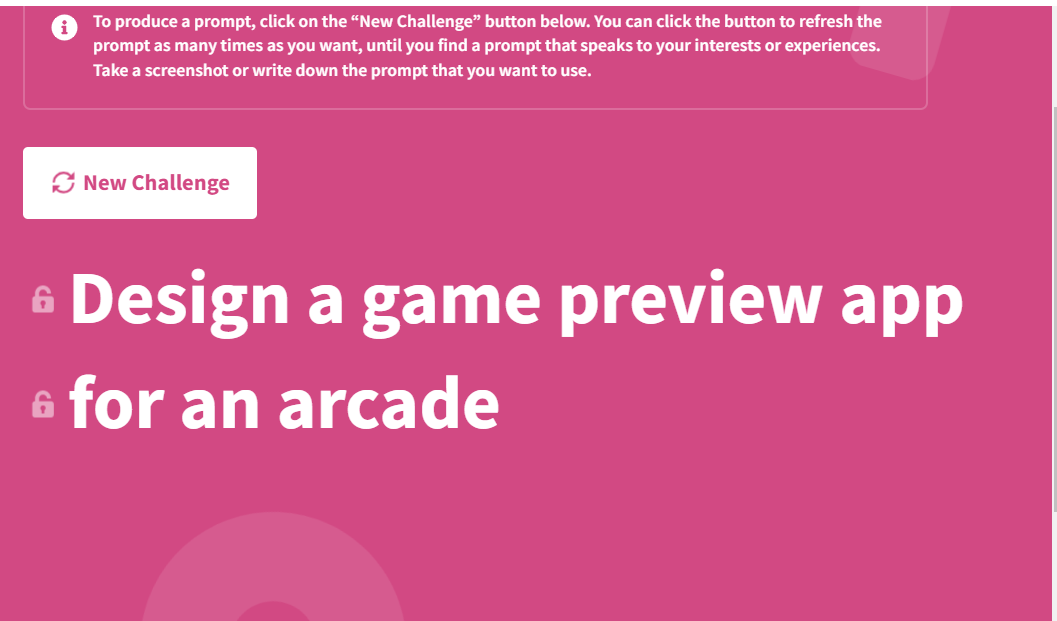 To produce a prompt, click on the “New Challenge” button below. You can click the button to refresh the
prompt as many times as you want, until you find a prompt that speaks to your interests or experiences.
Take a screenshot or write down the prompt that you want to use.
New Challenge
Design a game preview app
for an arcade